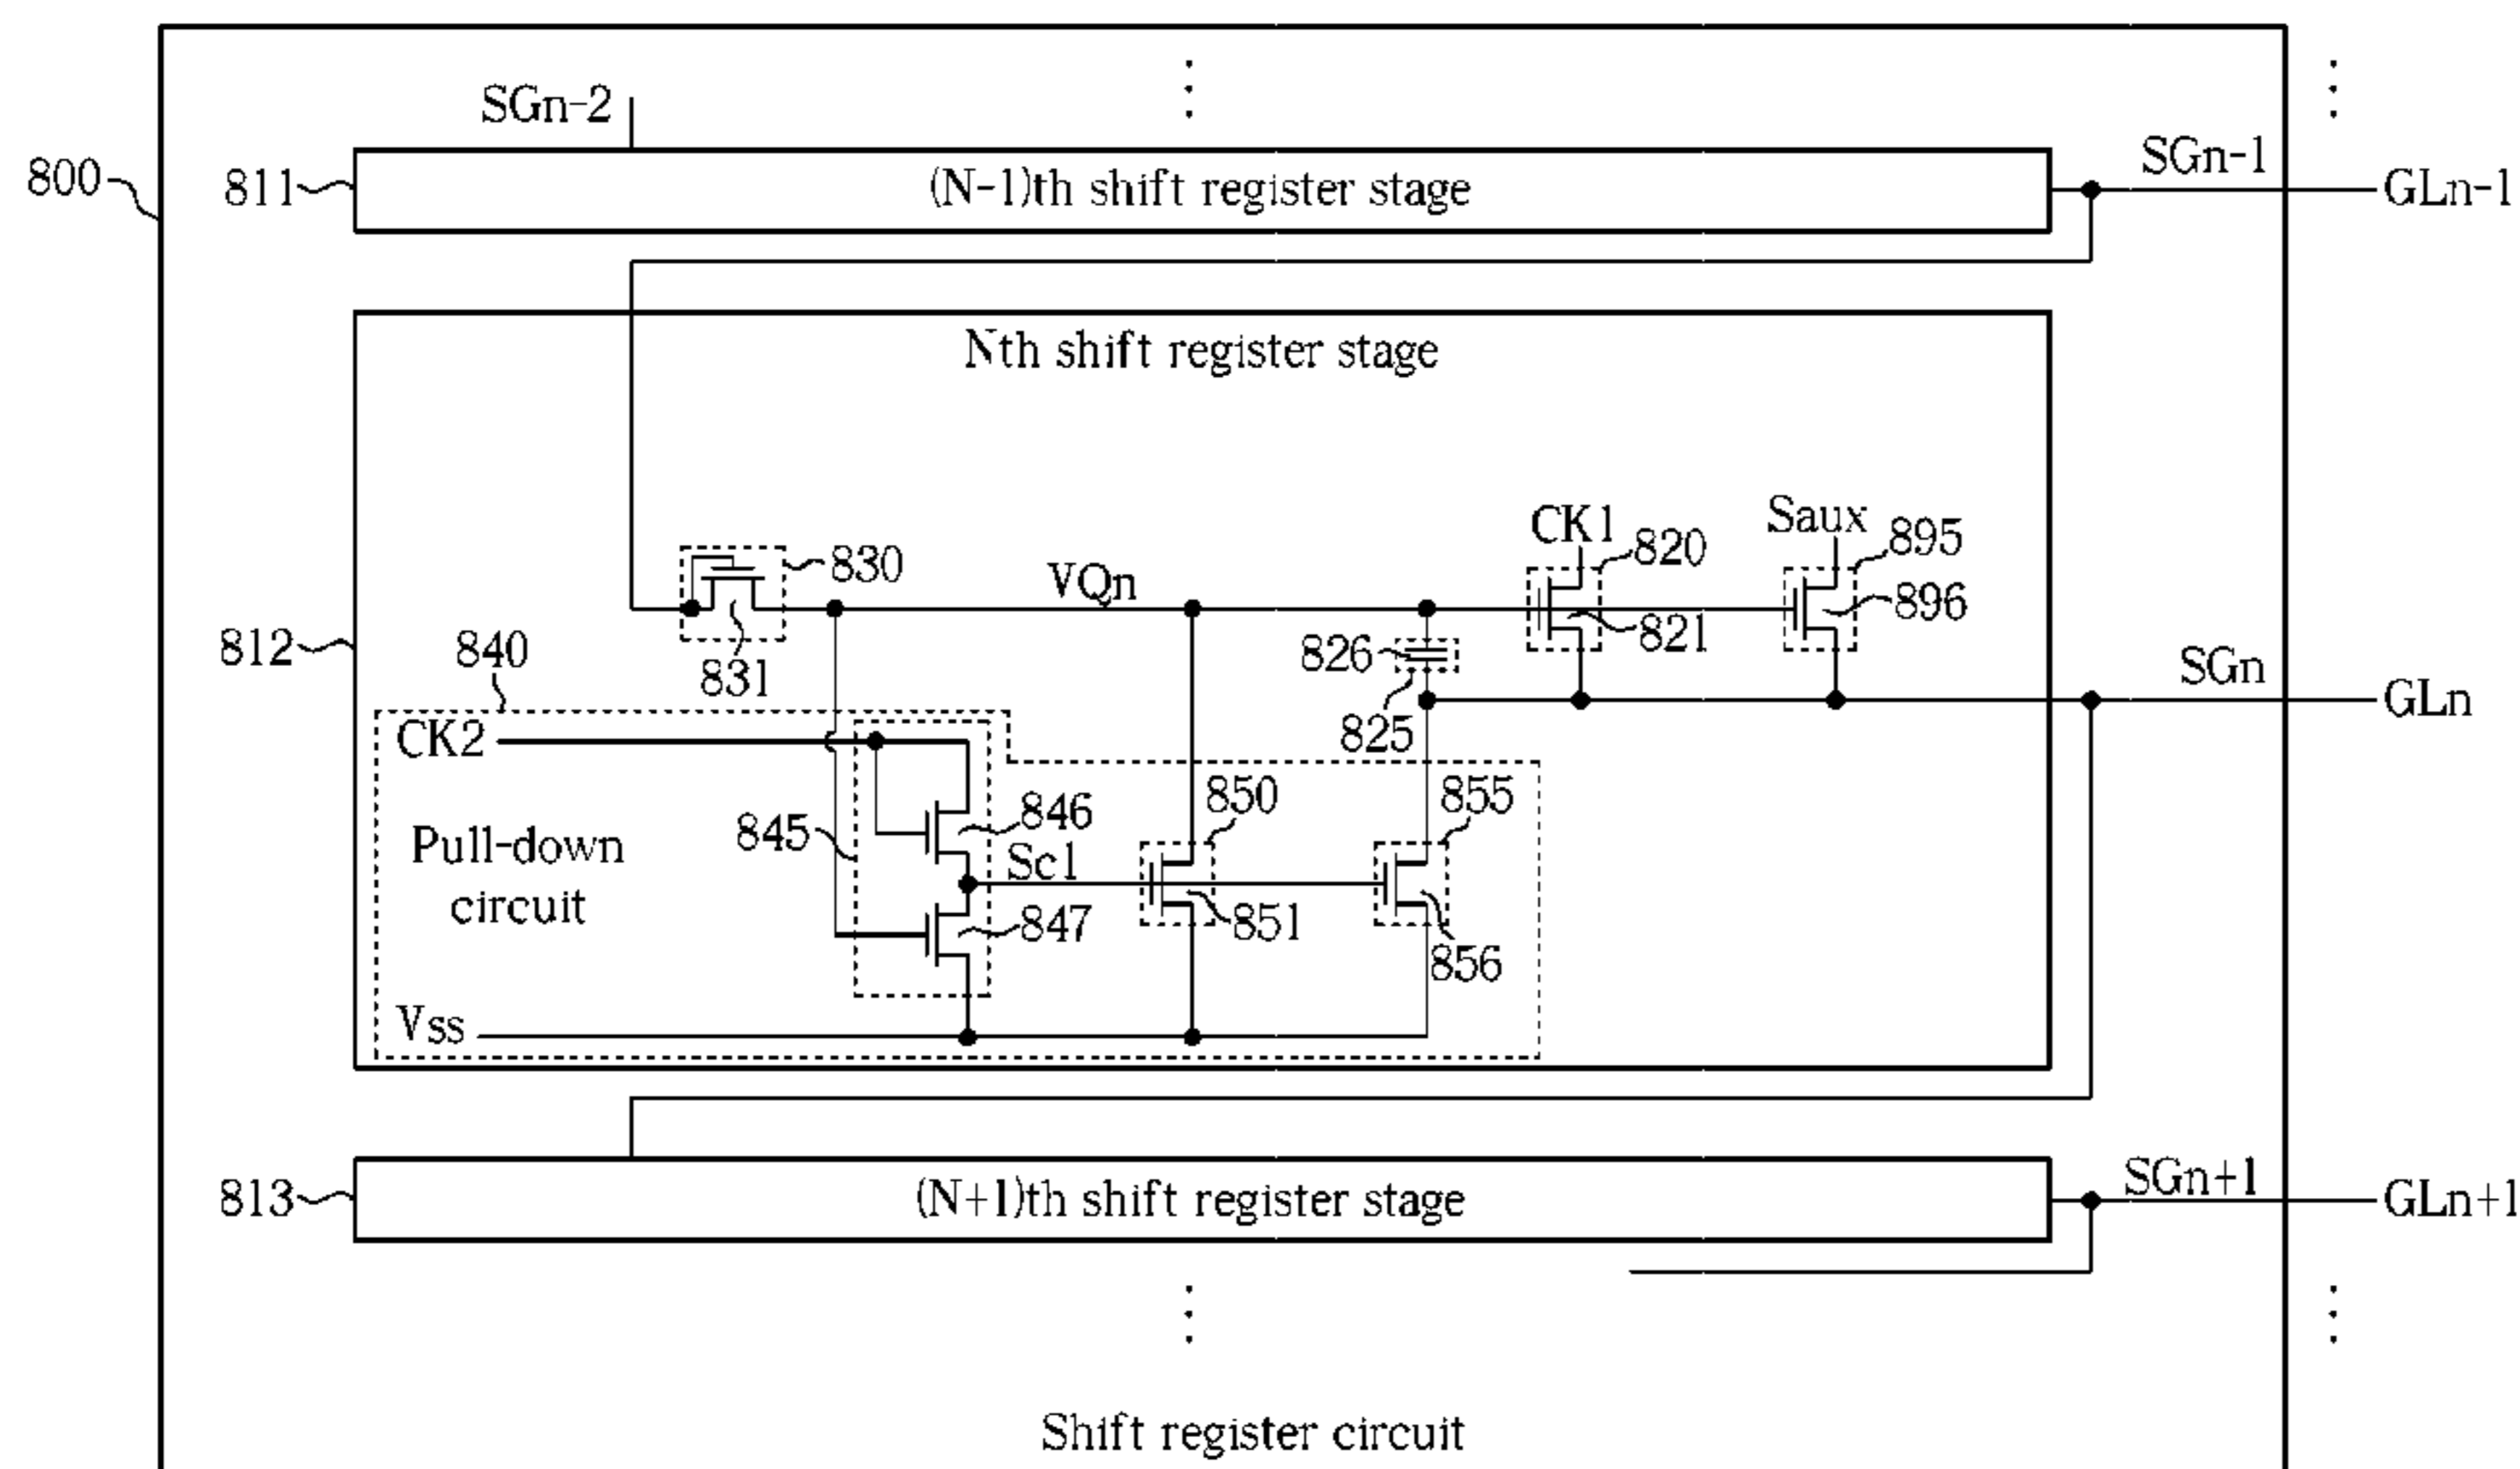 SGn-2
SGn-1
800
811
(N-1)th shift register stage
GLn-1
Nth shift register stage
CK1
Saux
820
895
830
VQn
896
821
812
840
831
826
SGn
GLn
825
CK2
845
846
850
855
Pull-down
circuit
Sc1
847
851
856
Vss
SGn+1
813
(N+1)th shift register stage
GLn+1
Shift register circuit